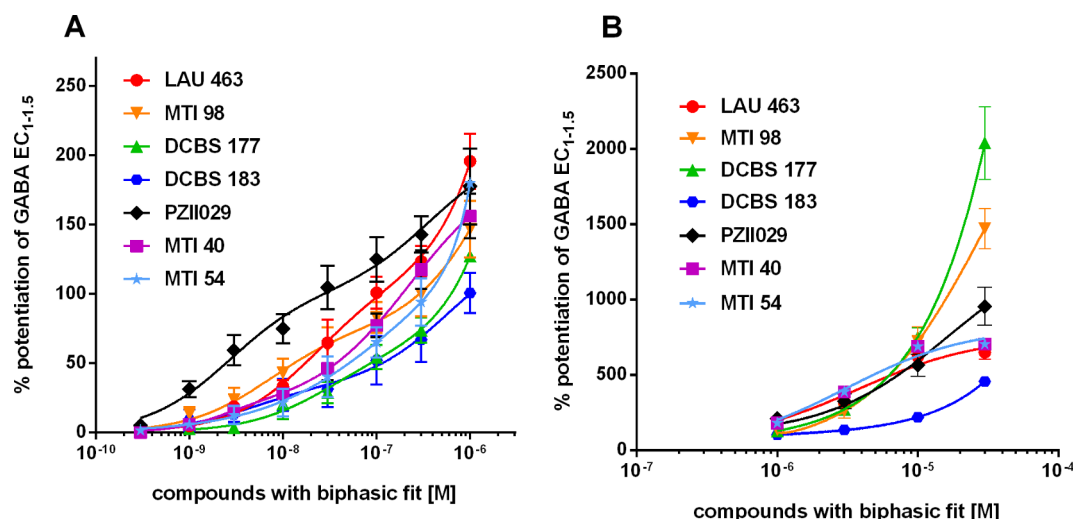 A
% potentiation of GABA EC1-1.5
250
200
150
100
50
0
LAU 463
MTI 98
DCBS 177
DCBS 183
PZII029
MTI 40
MTI 54
10-10
10-9
10-8
10-7
10-6
compounds with biphasic fit [M]
B
% potentiation of GABA EC1-1.5
2500
2000
1500
1000
500
0
LAU 463
MTI 98
DCBS 177
DCBS 183
PZII029
MTI 40
MTI 54
10-7
10-6
10-5
10-4
compounds with biphasic fit [M]